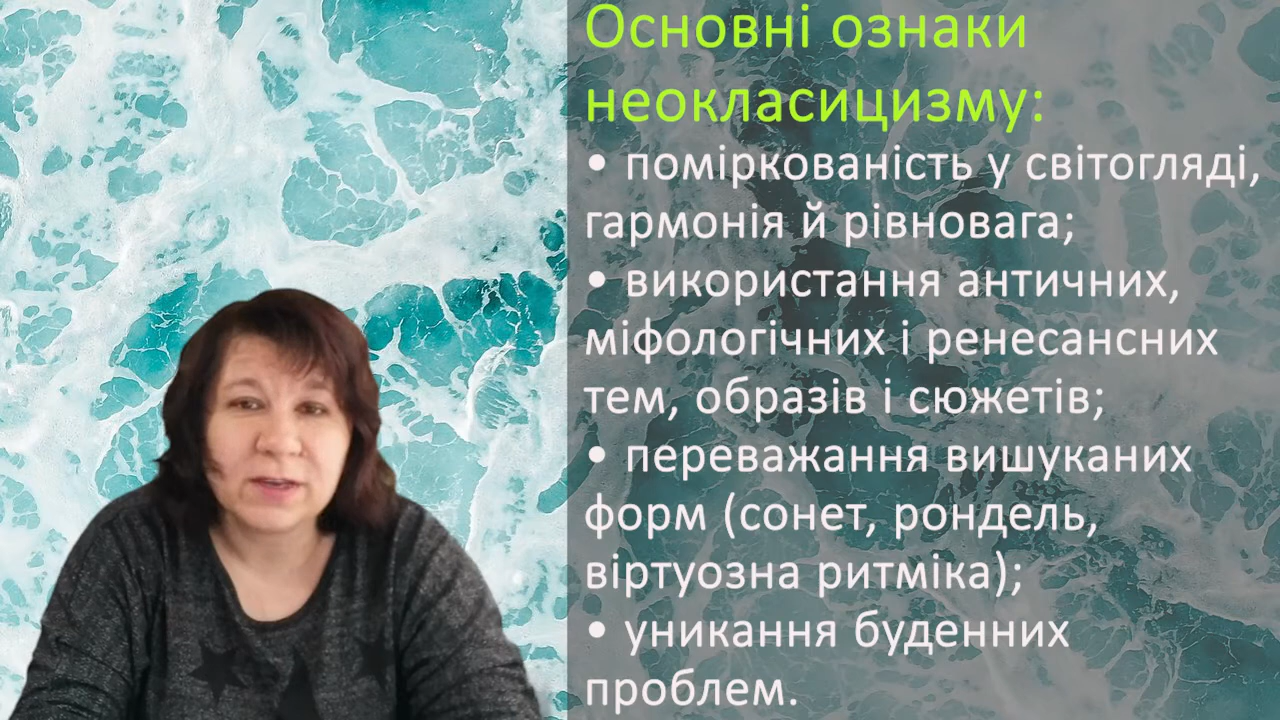 Основні ознаки
неокласицизму:
• поміркованість у світогляді,
гармонія й рівновага;
• використання античних,
міфологічних і ренесансних
тем, образів і сюжетів;
• переважання вишуканих
форм (сонет, рондель,
віртуозна ритміка);
• уникання буденних
проблем.